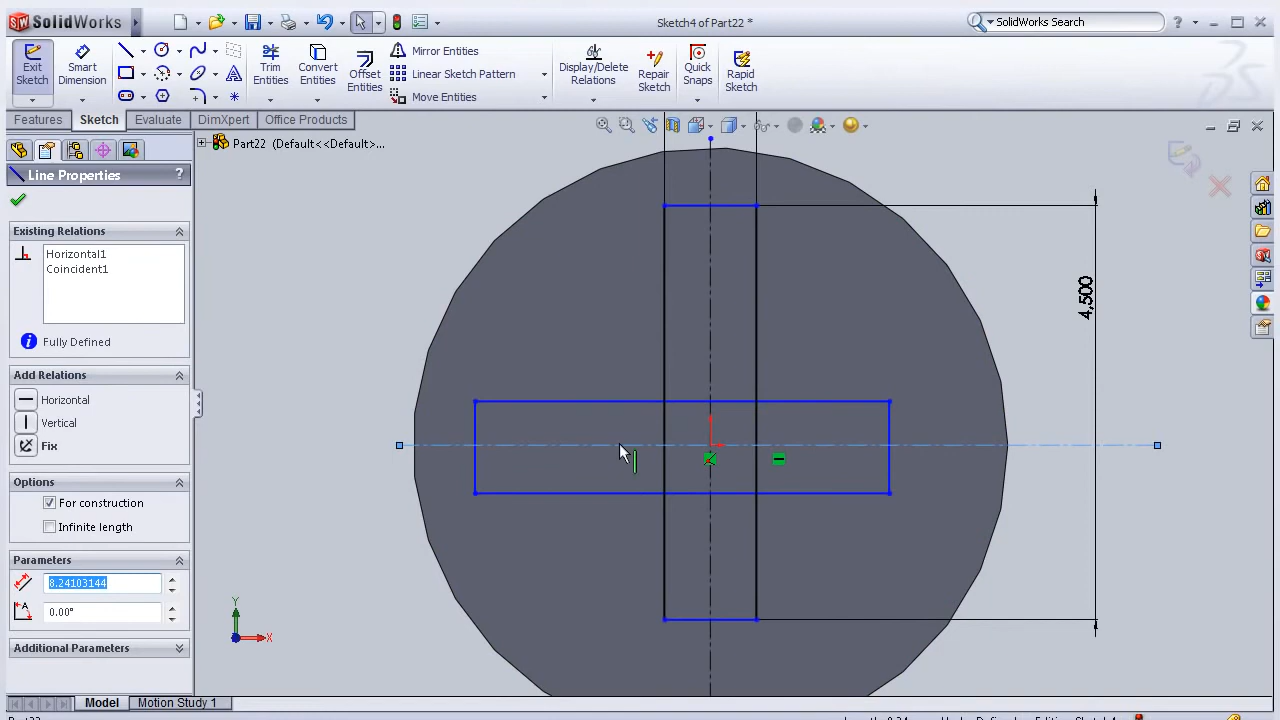 SolidWorks
Sketch4 of Part22 *
SolidWorks Search
?
Exit Sketch
Smart Dimension
Trim Entities
Convert Entities
Offset Entities
Mirror Entities
Linear Sketch Pattern
Move Entities
Display/Delete Relations
Repair Sketch
Quick Snaps
Rapid Sketch
Features
Sketch
Evaluate
DimXpert
Office Products
Part22 (Default<<Default>...
Line Properties
?
Existing Relations
Horizontal1
Coincident1
Fully Defined
Add Relations
Horizontal
Vertical
Fix
Options
For construction
Infinite length
Parameters
8.24103144
0.00°
Additional Parameters
4,500
Y
X
Model
Motion Study 1